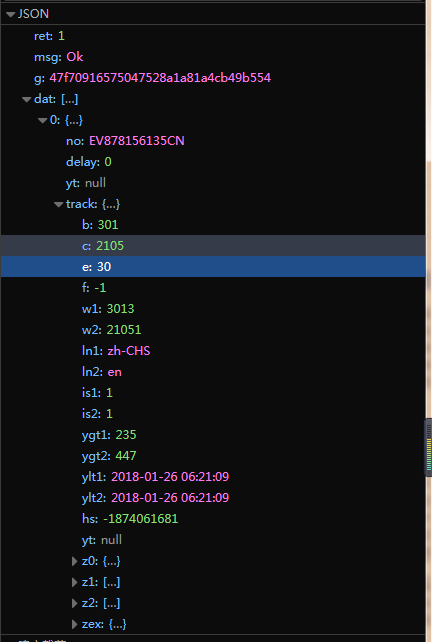 JSON
ret: 1
msg: Ok
g: 47f70916575047528a1a81a4cb49b554
dat: […]
0: {…}
no: EV878156135CN
delay: 0
yt: null
track: {…}
b: 301
c: 2105
e: 30
f: -1
w1: 3013
w2: 21051
ln1: zh-CHS
ln2: en
is1: 1
is2: 1
ygt1: 235
ygt2: 447
ylt1: 2018-01-26 06:21:09
ylt2: 2018-01-26 06:21:09
hs: -1874061681
yt: null
z0: {…}
z1: […]
z2: […]
zex: {…}